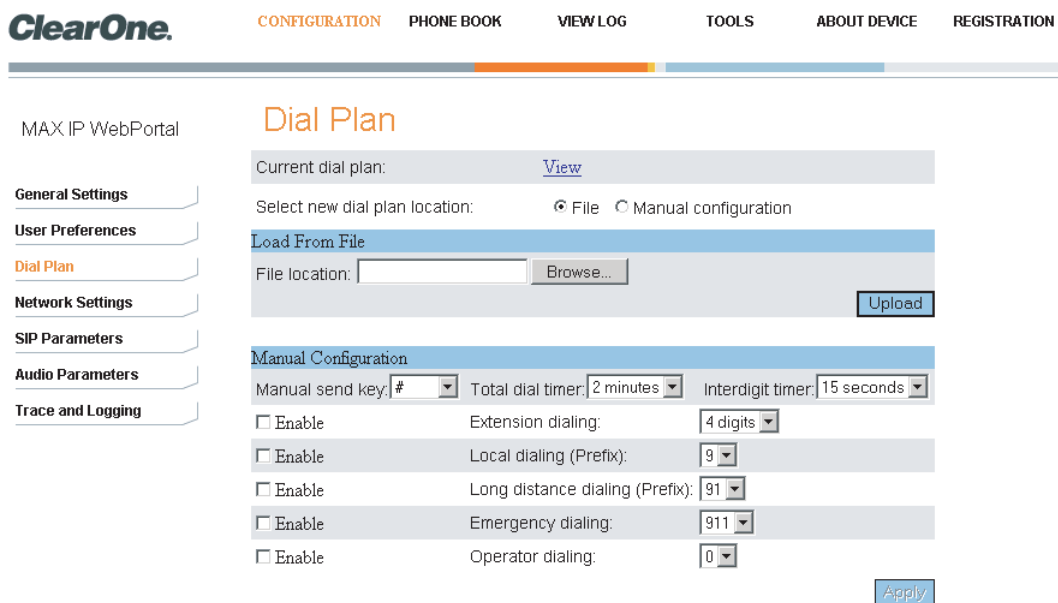 ClearOne.
CONFIGURATION PHONE BOOK VIEW LOG TOOLS ABOUT DEVICE REGISTRATION
MAX IP WebPortal
General Settings
User Preferences
Dial Plan
Network Settings
SIP Parameters
Audio Parameters
Trace and Logging
Dial Plan
Current dial plan: View
Select new dial plan location: File Manual configuration
Load From File
File location: Browse...
Upload
Manual Configuration
Manual send key: # Total dial timer: 2 minutes Interdigit timer: 15 seconds
Enable Extension dialing: 4 digits
Enable Local dialing (Prefix): 9
Enable Long distance dialing (Prefix): 91
Enable Emergency dialing: 911
Enable Operator dialing: 0
Apply